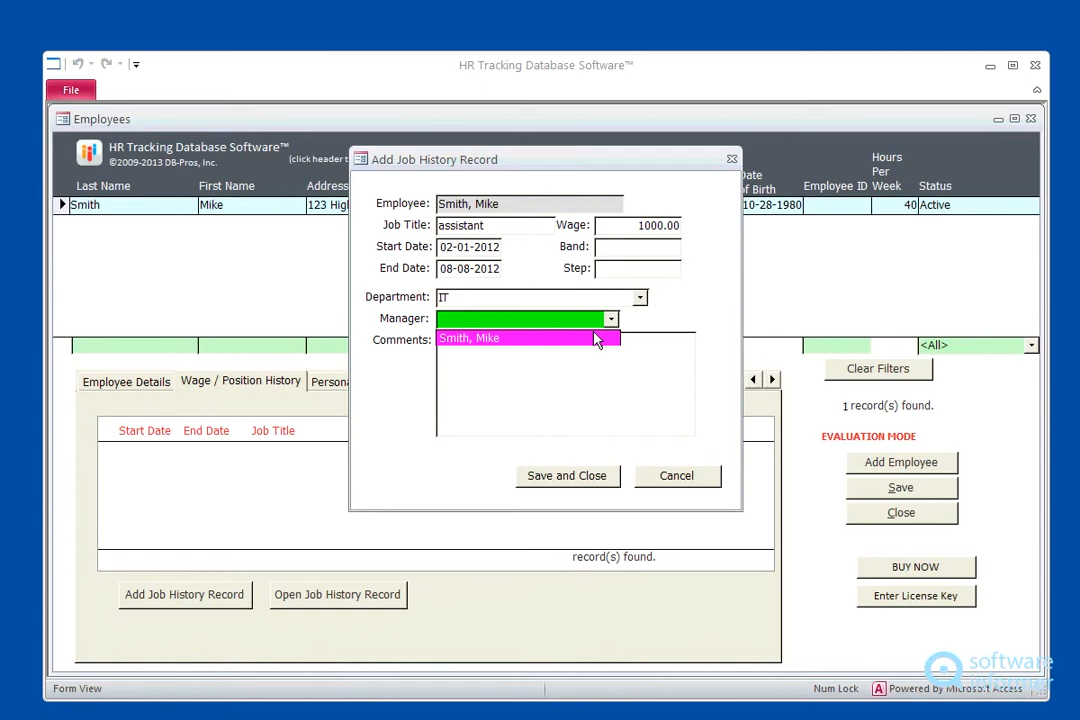 HR Tracking Database Software™
File
Employees
HR Tracking Database Software™
©2009-2013 DB-Pros, Inc.
(click header t
Last Name First Name Address Date of Birth Employee ID Hours Per Week Status
Smith Mike 123 Hig 10-28-1980 40 Active
Add Job History Record
Employee: Smith, Mike
Job Title: assistant Wage: 1000.00
Start Date: 02-01-2012 Band:
End Date: 08-08-2012 Step:
Department: IT
Manager:
Smith, Mike
Comments:
Save and Close Cancel
<All>
Clear Filters
1 record(s) found.
EVALUATION MODE
Add Employee
Save
Close
BUY NOW
Enter License Key
Employee Details Wage / Position History Persona
Start Date End Date Job Title
record(s) found.
Add Job History Record Open Job History Record
software
informer
Form View Num Lock Powered by Microsoft Access